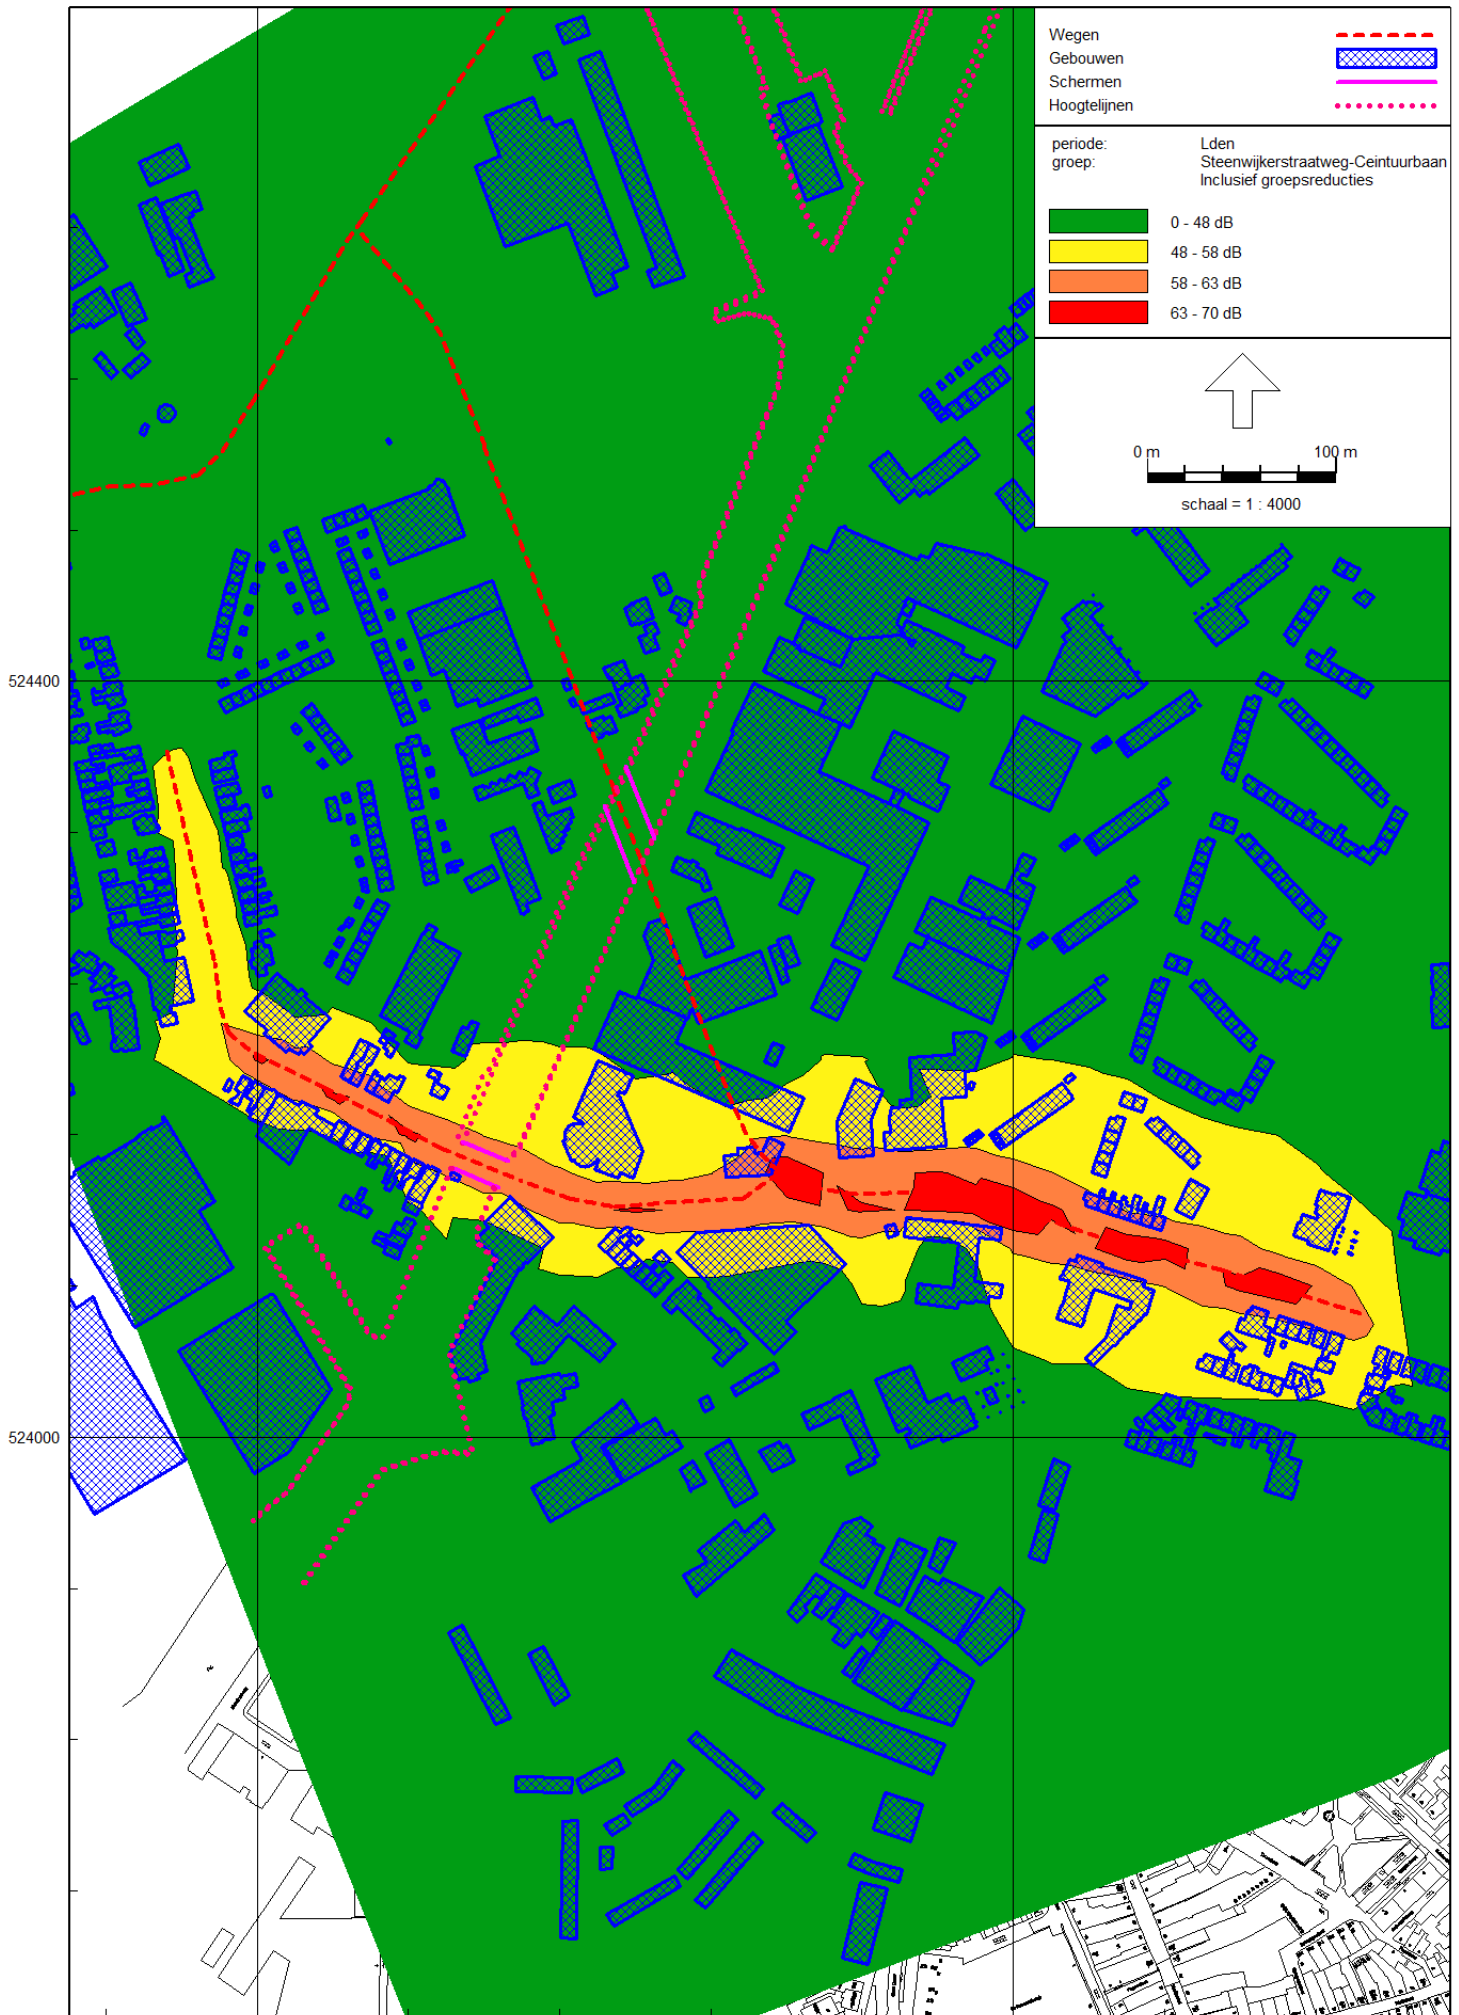 Wegen
Gebouwen
Schermen
Hoogtelijnen
periode: Lden
groep: Steenwijkerstraatweg-Ceintuurbaan
Inclusief groepsreducties
0 - 48 dB
48 - 58 dB
58 - 63 dB
63 - 70 dB
0 m 100 m
schaal = 1 : 4000
524400
524000